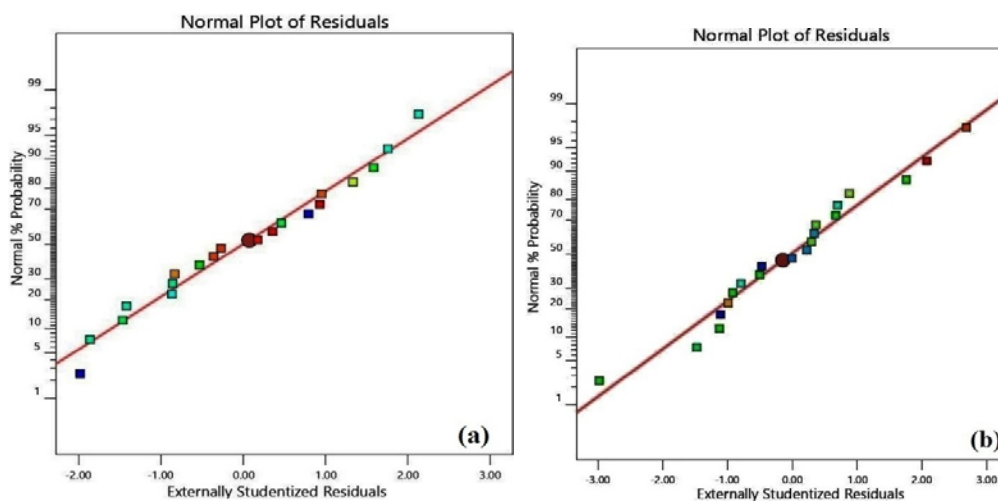 Normal Plot of Residuals
Normal % Probability
99
95
90
80
70
50
30
20
10
5
1
-2.00 -1.00 0.00 1.00 2.00 3.00
Externally Studentized Residuals
(a)
Normal Plot of Residuals
Normal % Probability
99
95
90
80
70
50
30
20
10
5
1
-3.00 -1.00 0.00 1.00 2.00 3.00
Externally Studentized Residuals
(b)